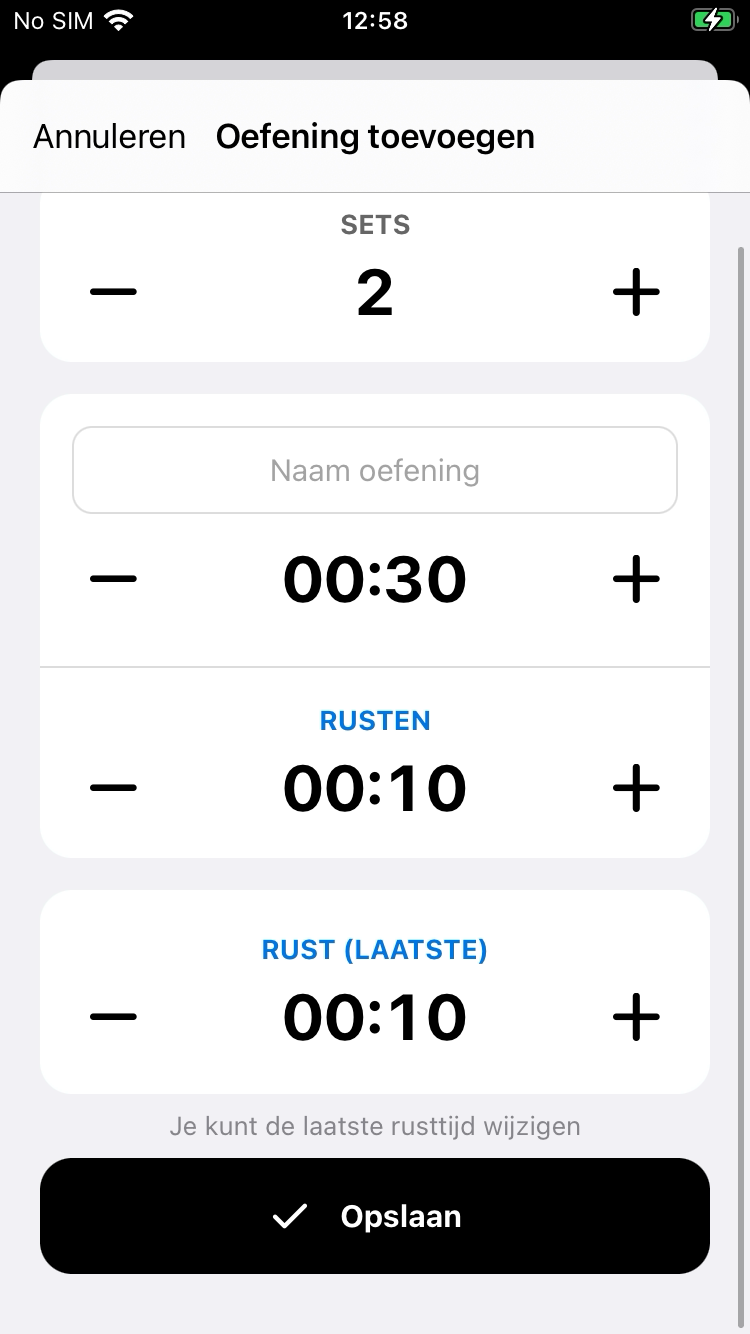 No SIM 12:58
Annuleren Oefening toevoegen
SETS
2
Naam oefening
00:30
RUSTEN
00:10
RUST (LAATSTE)
00:10
Je kunt de laatste rusttijd wijzigen
Opslaan